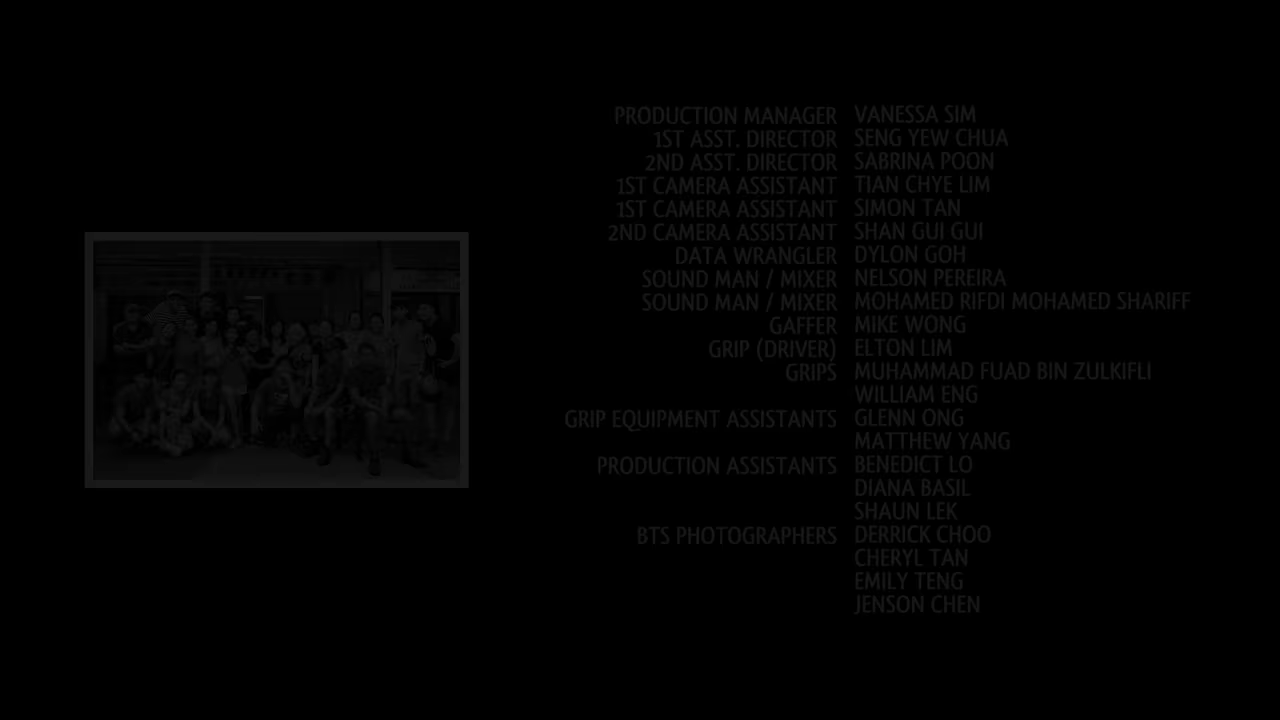 PRODUCTION MANAGER VANESSA SIM
1ST ASST. DIRECTOR SENG YEW CHUA
2ND ASST. DIRECTOR SABRINA POON
1ST CAMERA ASSISTANT TIAN CHYE LIM
1ST CAMERA ASSISTANT SIMON TAN
2ND CAMERA ASSISTANT SHAN GUI GUI
DATA WRANGLER DYLON GOH
SOUND MAN / MIXER NELSON PEREIRA
SOUND MAN / MIXER MOHAMED RIFDI MOHAMED SHARIFF
GAFFER MIKE WONG
GRIP (DRIVER) ELTON LIM
GRIPS MUHAMMAD FUAD BIN ZULKIFLI
WILLIAM ENG
GRIP EQUIPMENT ASSISTANTS GLENN ONG
MATTHEW YANG
PRODUCTION ASSISTANTS BENEDICT LO
DIANA BASIL
SHAUN LEK
BTS PHOTOGRAPHERS DERRICK CHOO
CHERYL TAN
EMILY TENG
JENSON CHEN